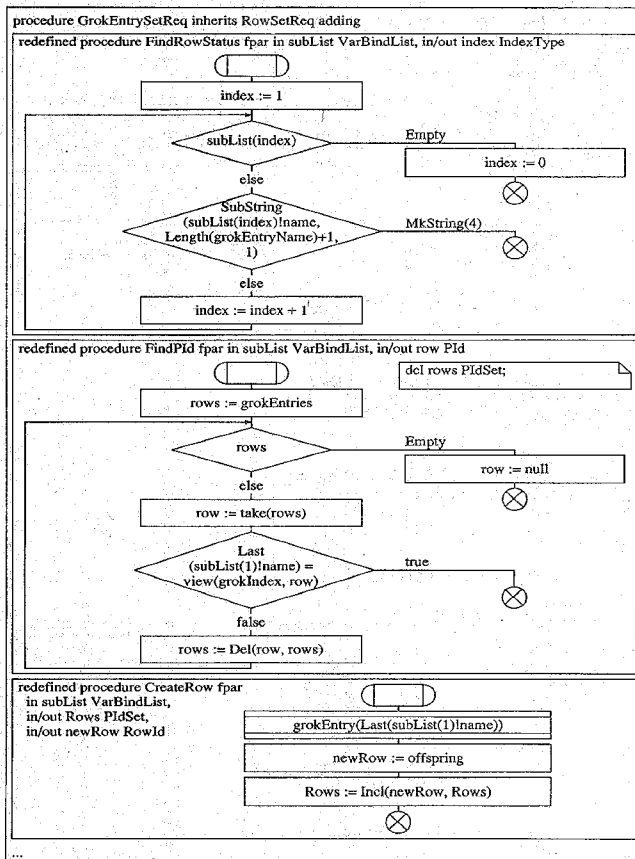 procedure GrokEntrySetReq inherits RowSetReq adding
redefined procedure FindRowStatus fpar in subList VarBindList, in/out index IndexType
index := 1
subList(index)
Empty
index := 0
else
SubString
(subList(index)!name,
Length(grokEntryName)+1,
1)
MkString(4)
else
index := index + 1
redefined procedure FindPId fpar in subList VarBindList, in/out row PId
dcl rows PIdSet;
rows := grokEntries
rows
Empty
row := null
else
row := take(rows)
Last
(subList(1)!name) =
view(grokIndex, row)
true
false
rows := Del(row, rows)
redefined procedure CreateRow fpar
in subList VarBindList,
in/out Rows PIdSet,
in/out newRow RowId
grokEntry(Last(subList(1)!name))
newRow := offspring
Rows := Incl(newRow, Rows)
...